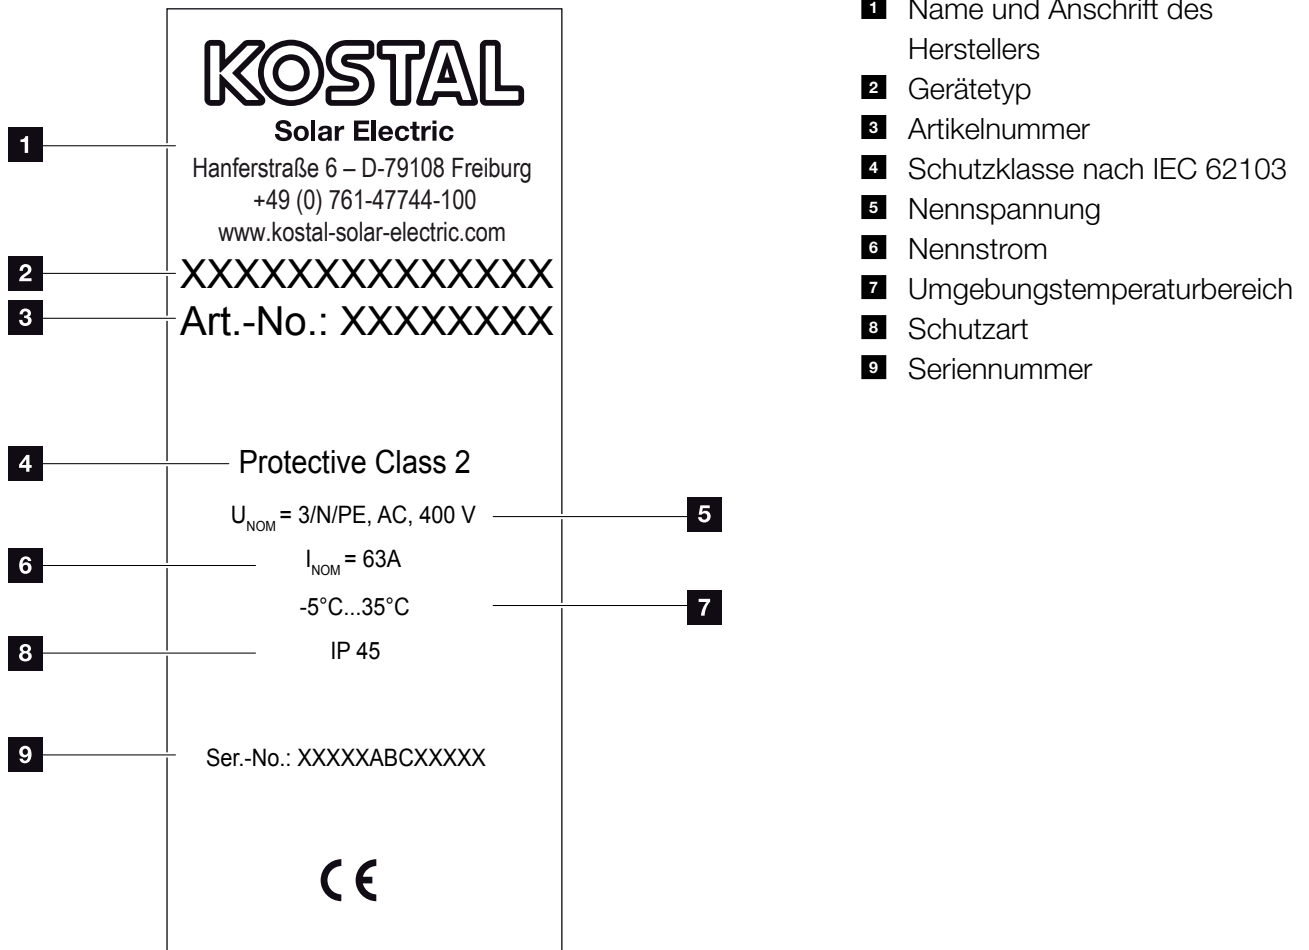 KOSTAL
Solar Electric
Hanferstraße 6 – D-79108 Freiburg
+49 (0) 761-47744-100
www.kostal-solar-electric.com
XXXXXXXXXXXXXX
Art.-No.: XXXXXXXX
Protective Class 2
U_NOM = 3/N/PE, AC, 400 V
I_NOM = 63A
-5°C...35°C
IP 45
Ser.-No.: XXXXXABCXXXXX
CE
1
2
3
4
5
6
7
8
9
1 Name und Anschrift des
Herstellers
2 Gerätetyp
3 Artikelnummer
4 Schutzklasse nach IEC 62103
5 Nennspannung
6 Nennstrom
7 Umgebungstemperaturbereich
8 Schutzart
9 Seriennummer